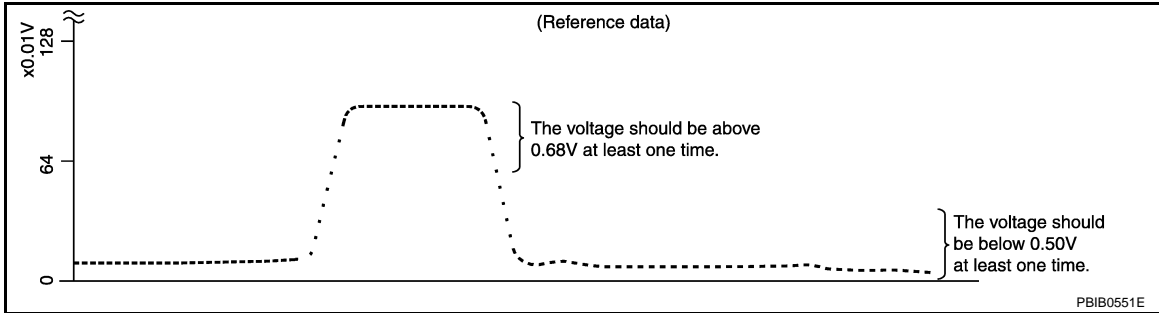 (Reference data)
x0.01V
128
64
0
The voltage should be above
0.68V at least one time.
The voltage should
be below 0.50V
at least one time.
PBIB0551E